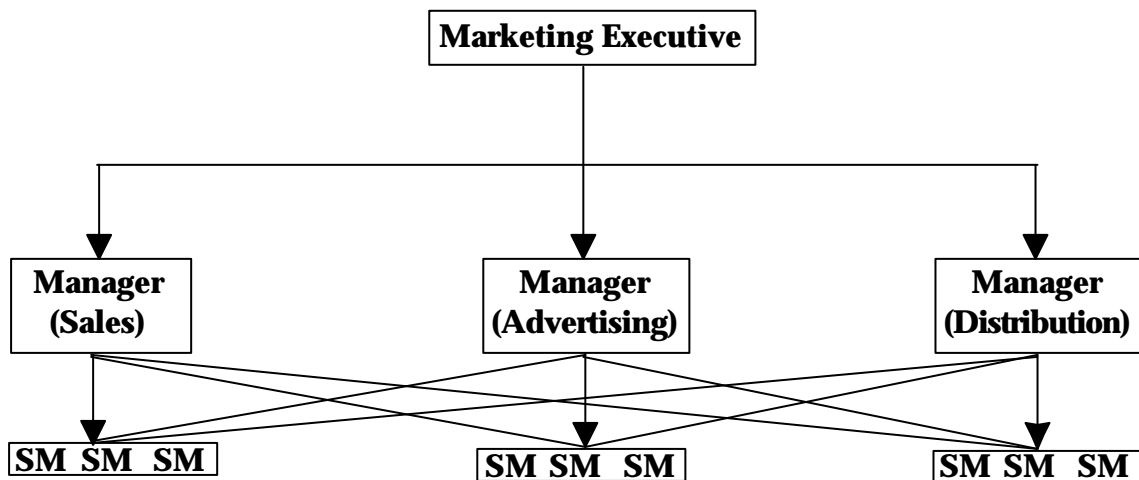 Marketing Executive
Manager
(Sales)
Manager
(Advertising)
Manager
(Distribution)
SM SM SM
SM SM SM
SM SM SM